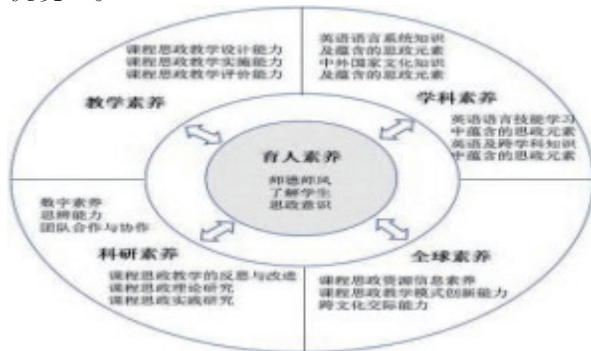 课程思政教学设计能力
课程思政教学实施能力
课程思政教学评价能力
教学素养
英语语言系统知识
及蕴含的思政元素
中外国家文化知识
及蕴含的思政元素
学科素养
英语语言技能学习
中蕴含的思政元素
英语及跨学科知识
中蕴含的思政元素
育人素养
师德师风
了解学生
思政意识
数字素养
思辨能力
团队合作与协作
科研素养
课程思政教学的反思与改进
课程思政理论研究
课程思政实践研究
全球素养
课程思政资源信息素养
课程思政教学模式创新能力
跨文化交际能力